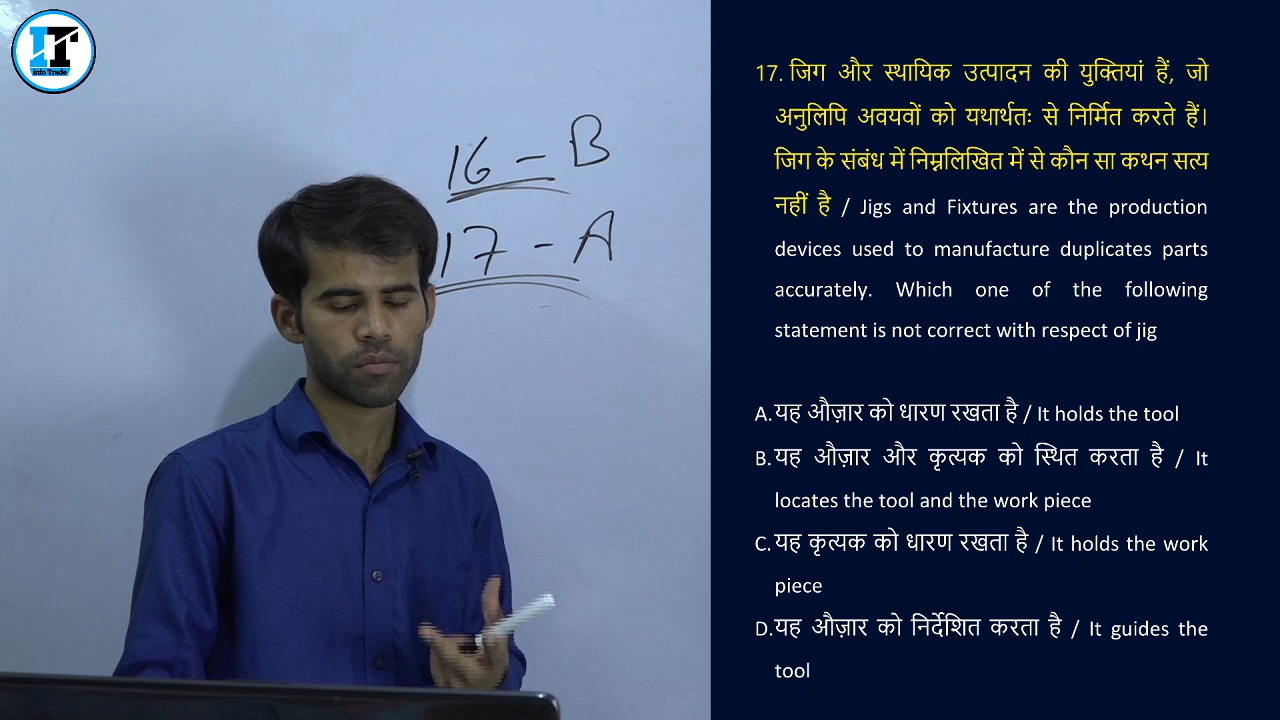 IT
Info Trade
16 - B
17 - A
17. जिग और स्थायिक उत्पादन की युक्तियां हैं, जो
अनुलिपि अवयवों को यथार्थतः से निर्मित करते हैं।
जिग के संबंध में निम्नलिखित में से कौन सा कथन सत्य
नहीं है / Jigs and Fixtures are the production
devices used to manufacture duplicates parts
accurately. Which one of the following
statement is not correct with respect of jig
A. यह औज़ार को धारण रखता है / It holds the tool
B. यह औज़ार और कृत्यक को स्थित करता है / It
locates the tool and the work piece
C. यह कृत्यक को धारण रखता है / It holds the work
piece
D. यह औज़ार को निर्देशित करता है / It guides the
tool